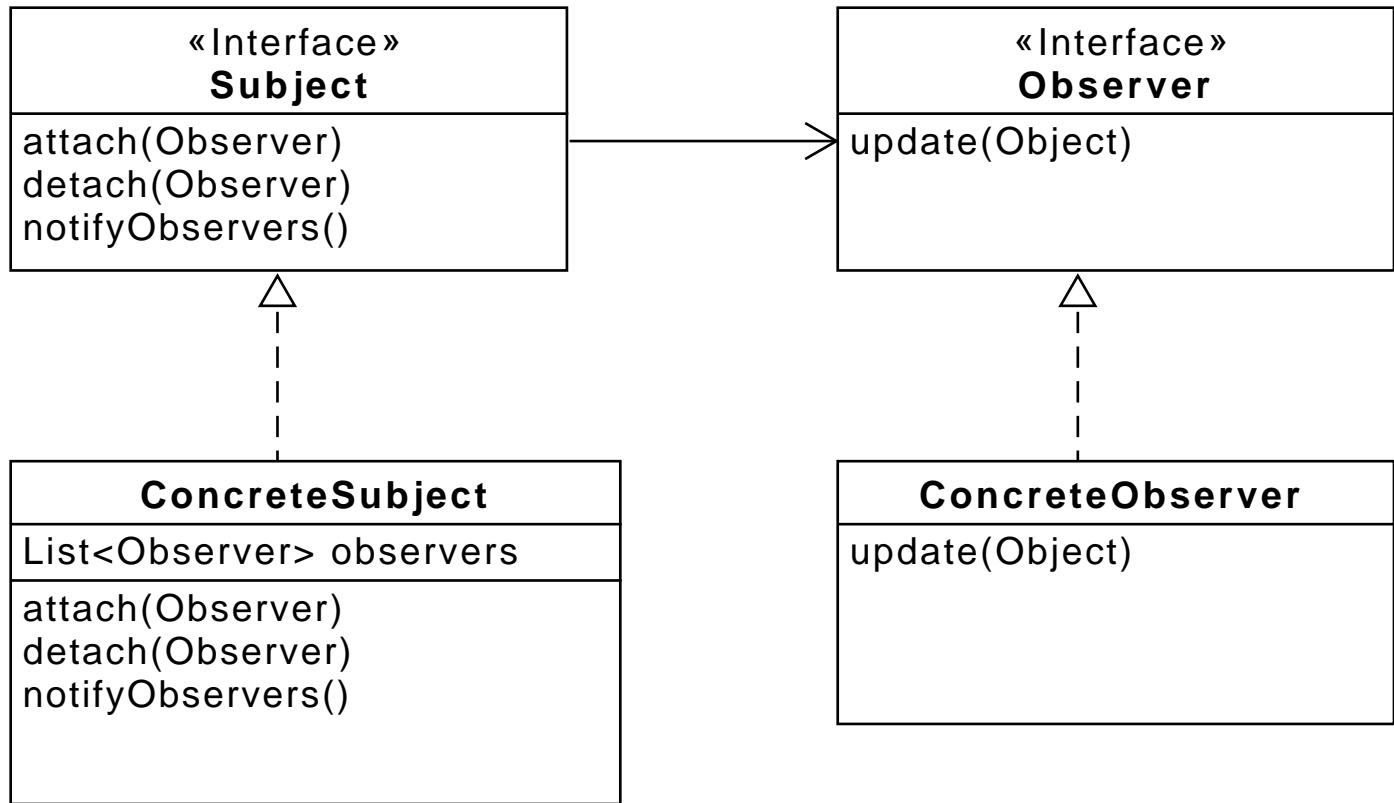 «Interface»
Subject
attach(Observer)
detach(Observer)
notifyObservers()
«Interface»
Observer
update(Object)
ConcreteSubject
List<Observer> observers
attach(Observer)
detach(Observer)
notifyObservers()
ConcreteObserver
update(Object)